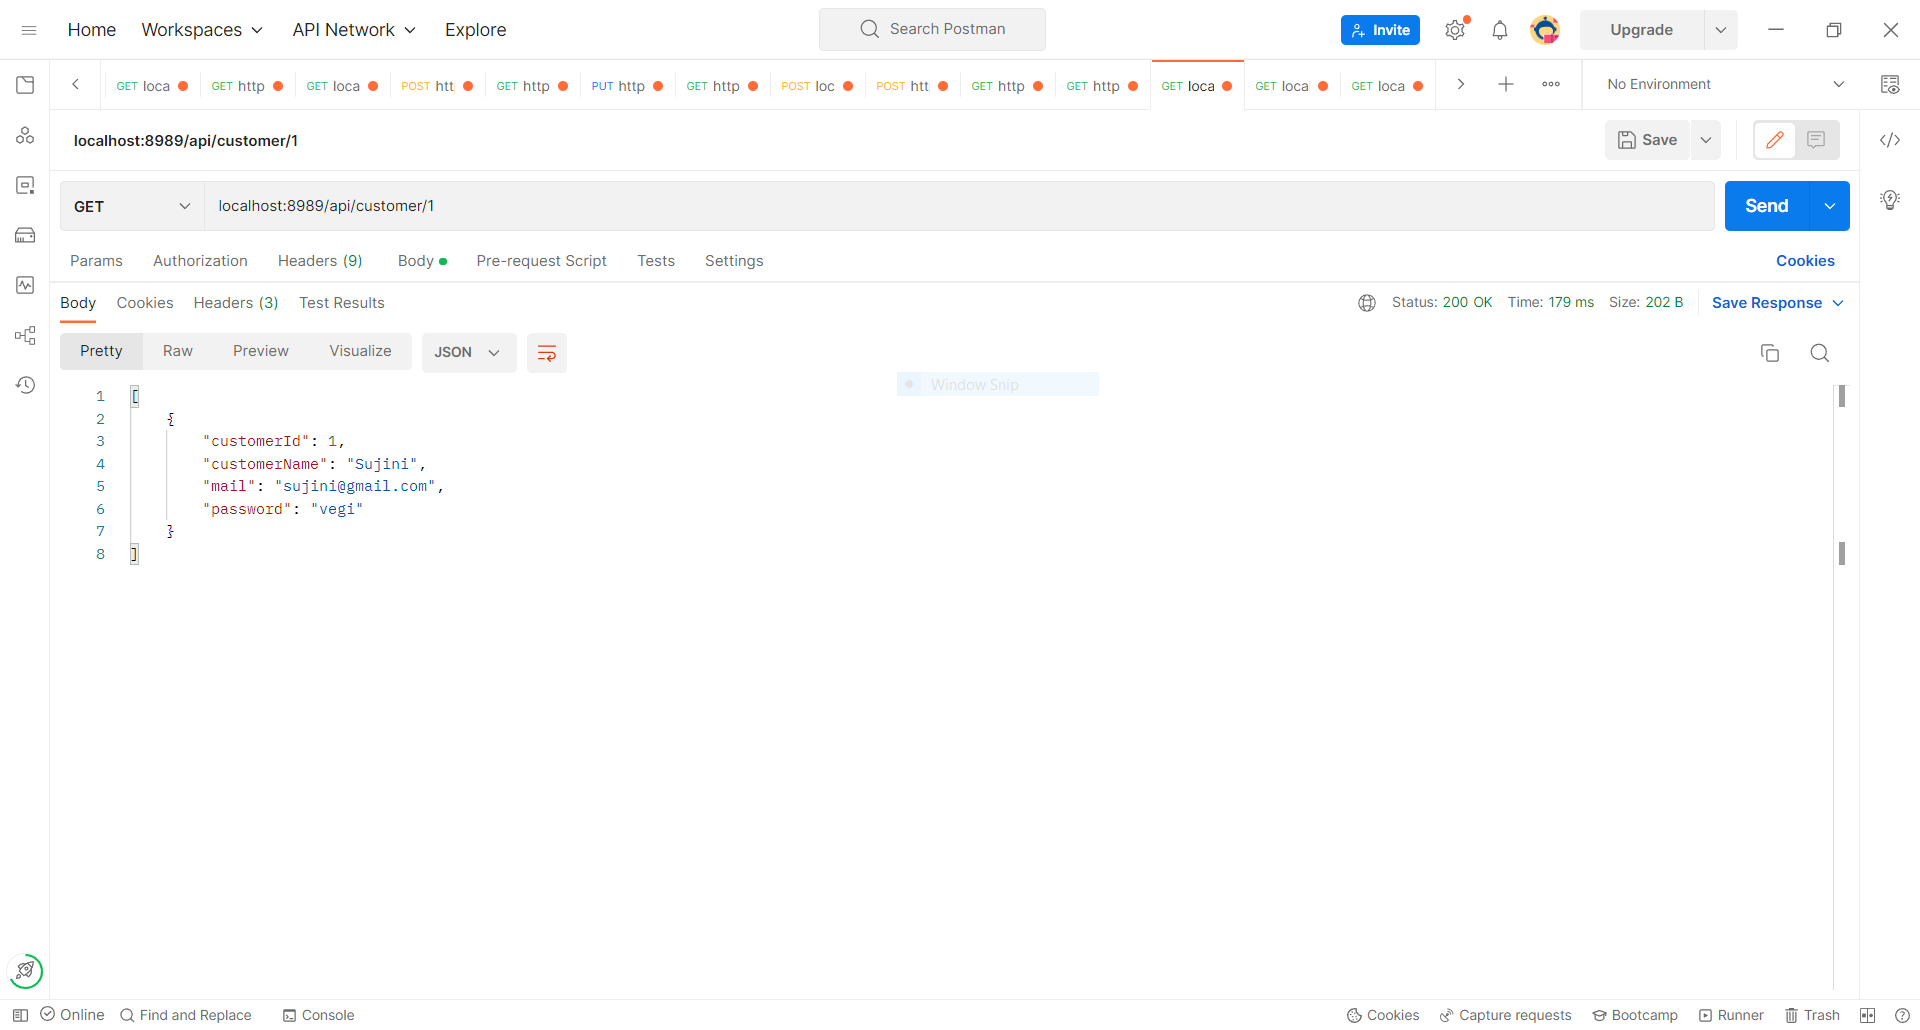 Home Workspaces API Network Explore Search Postman Invite Upgrade
GET loca GET http GET loca POST htt GET http PUT http GET http POST loc POST htt GET http GET http GET loca GET loca GET loca No Environment
localhost:8989/api/customer/1 Save
GET localhost:8989/api/customer/1 Send
Params Authorization Headers (9) Body Pre-request Script Tests Settings Cookies
Body Cookies Headers (3) Test Results Status: 200 OK Time: 179 ms Size: 202 B Save Response
Pretty Raw Preview Visualize JSON
Window Snip
1 [
2 {
3 "customerId": 1,
4 "customerName": "Sujini",
5 "mail": "sujini@gmail.com",
6 "password": "vegi"
7 }
8 ]
Online Find and Replace Console Cookies Capture requests Bootcamp Runner Trash